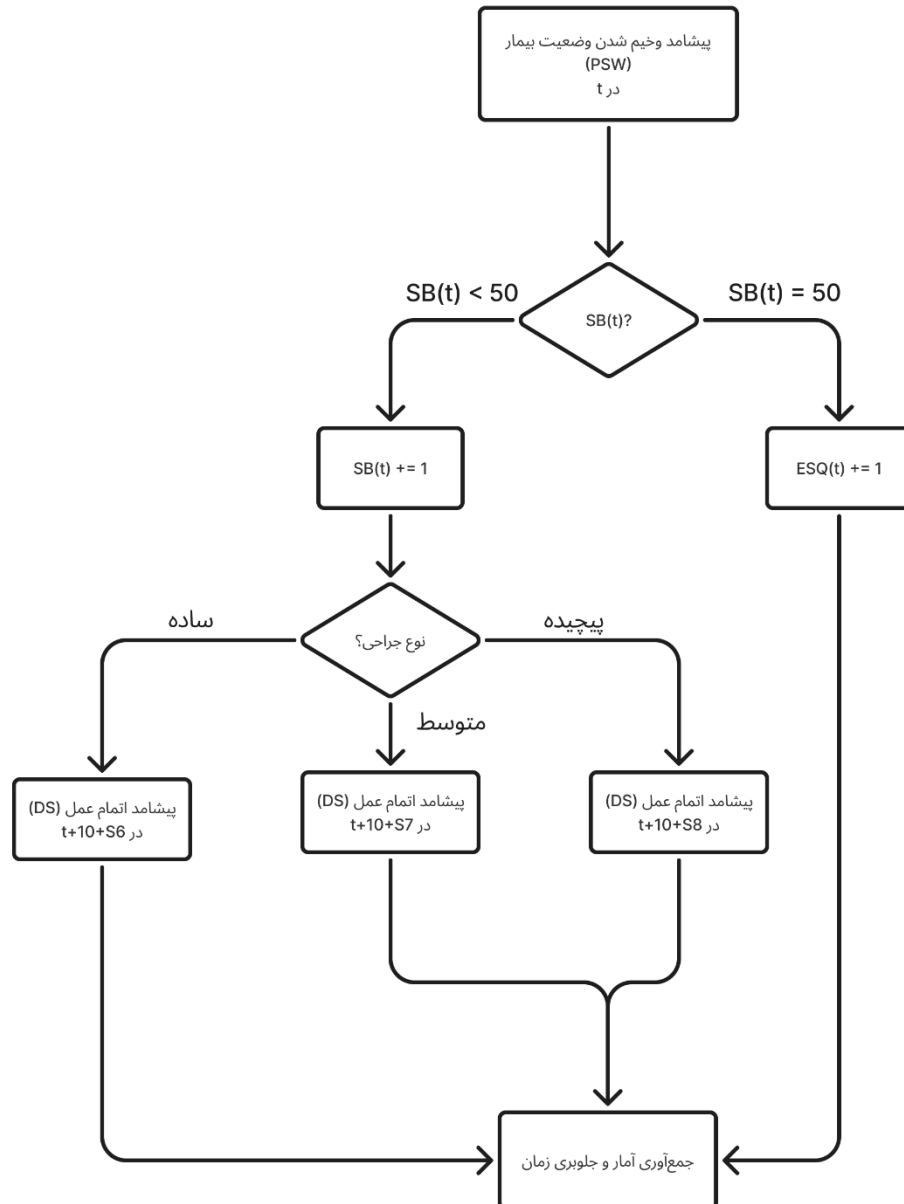 پیشامد وخیم شدن وضعیت بیمار
(PSW)
در t
SB(t) < 50
SB(t) = 50
SB(t)?
SB(t) += 1
ESQ(t) += 1
ساده
پیچیده
نوع جراحی؟
متوسط
پیشامد اتمام عمل (DS)
در t+10+S6
پیشامد اتمام عمل (DS)
در t+10+S7
پیشامد اتمام عمل (DS)
در t+10+S8
جمع‌آوری آمار و جلوبری زمان